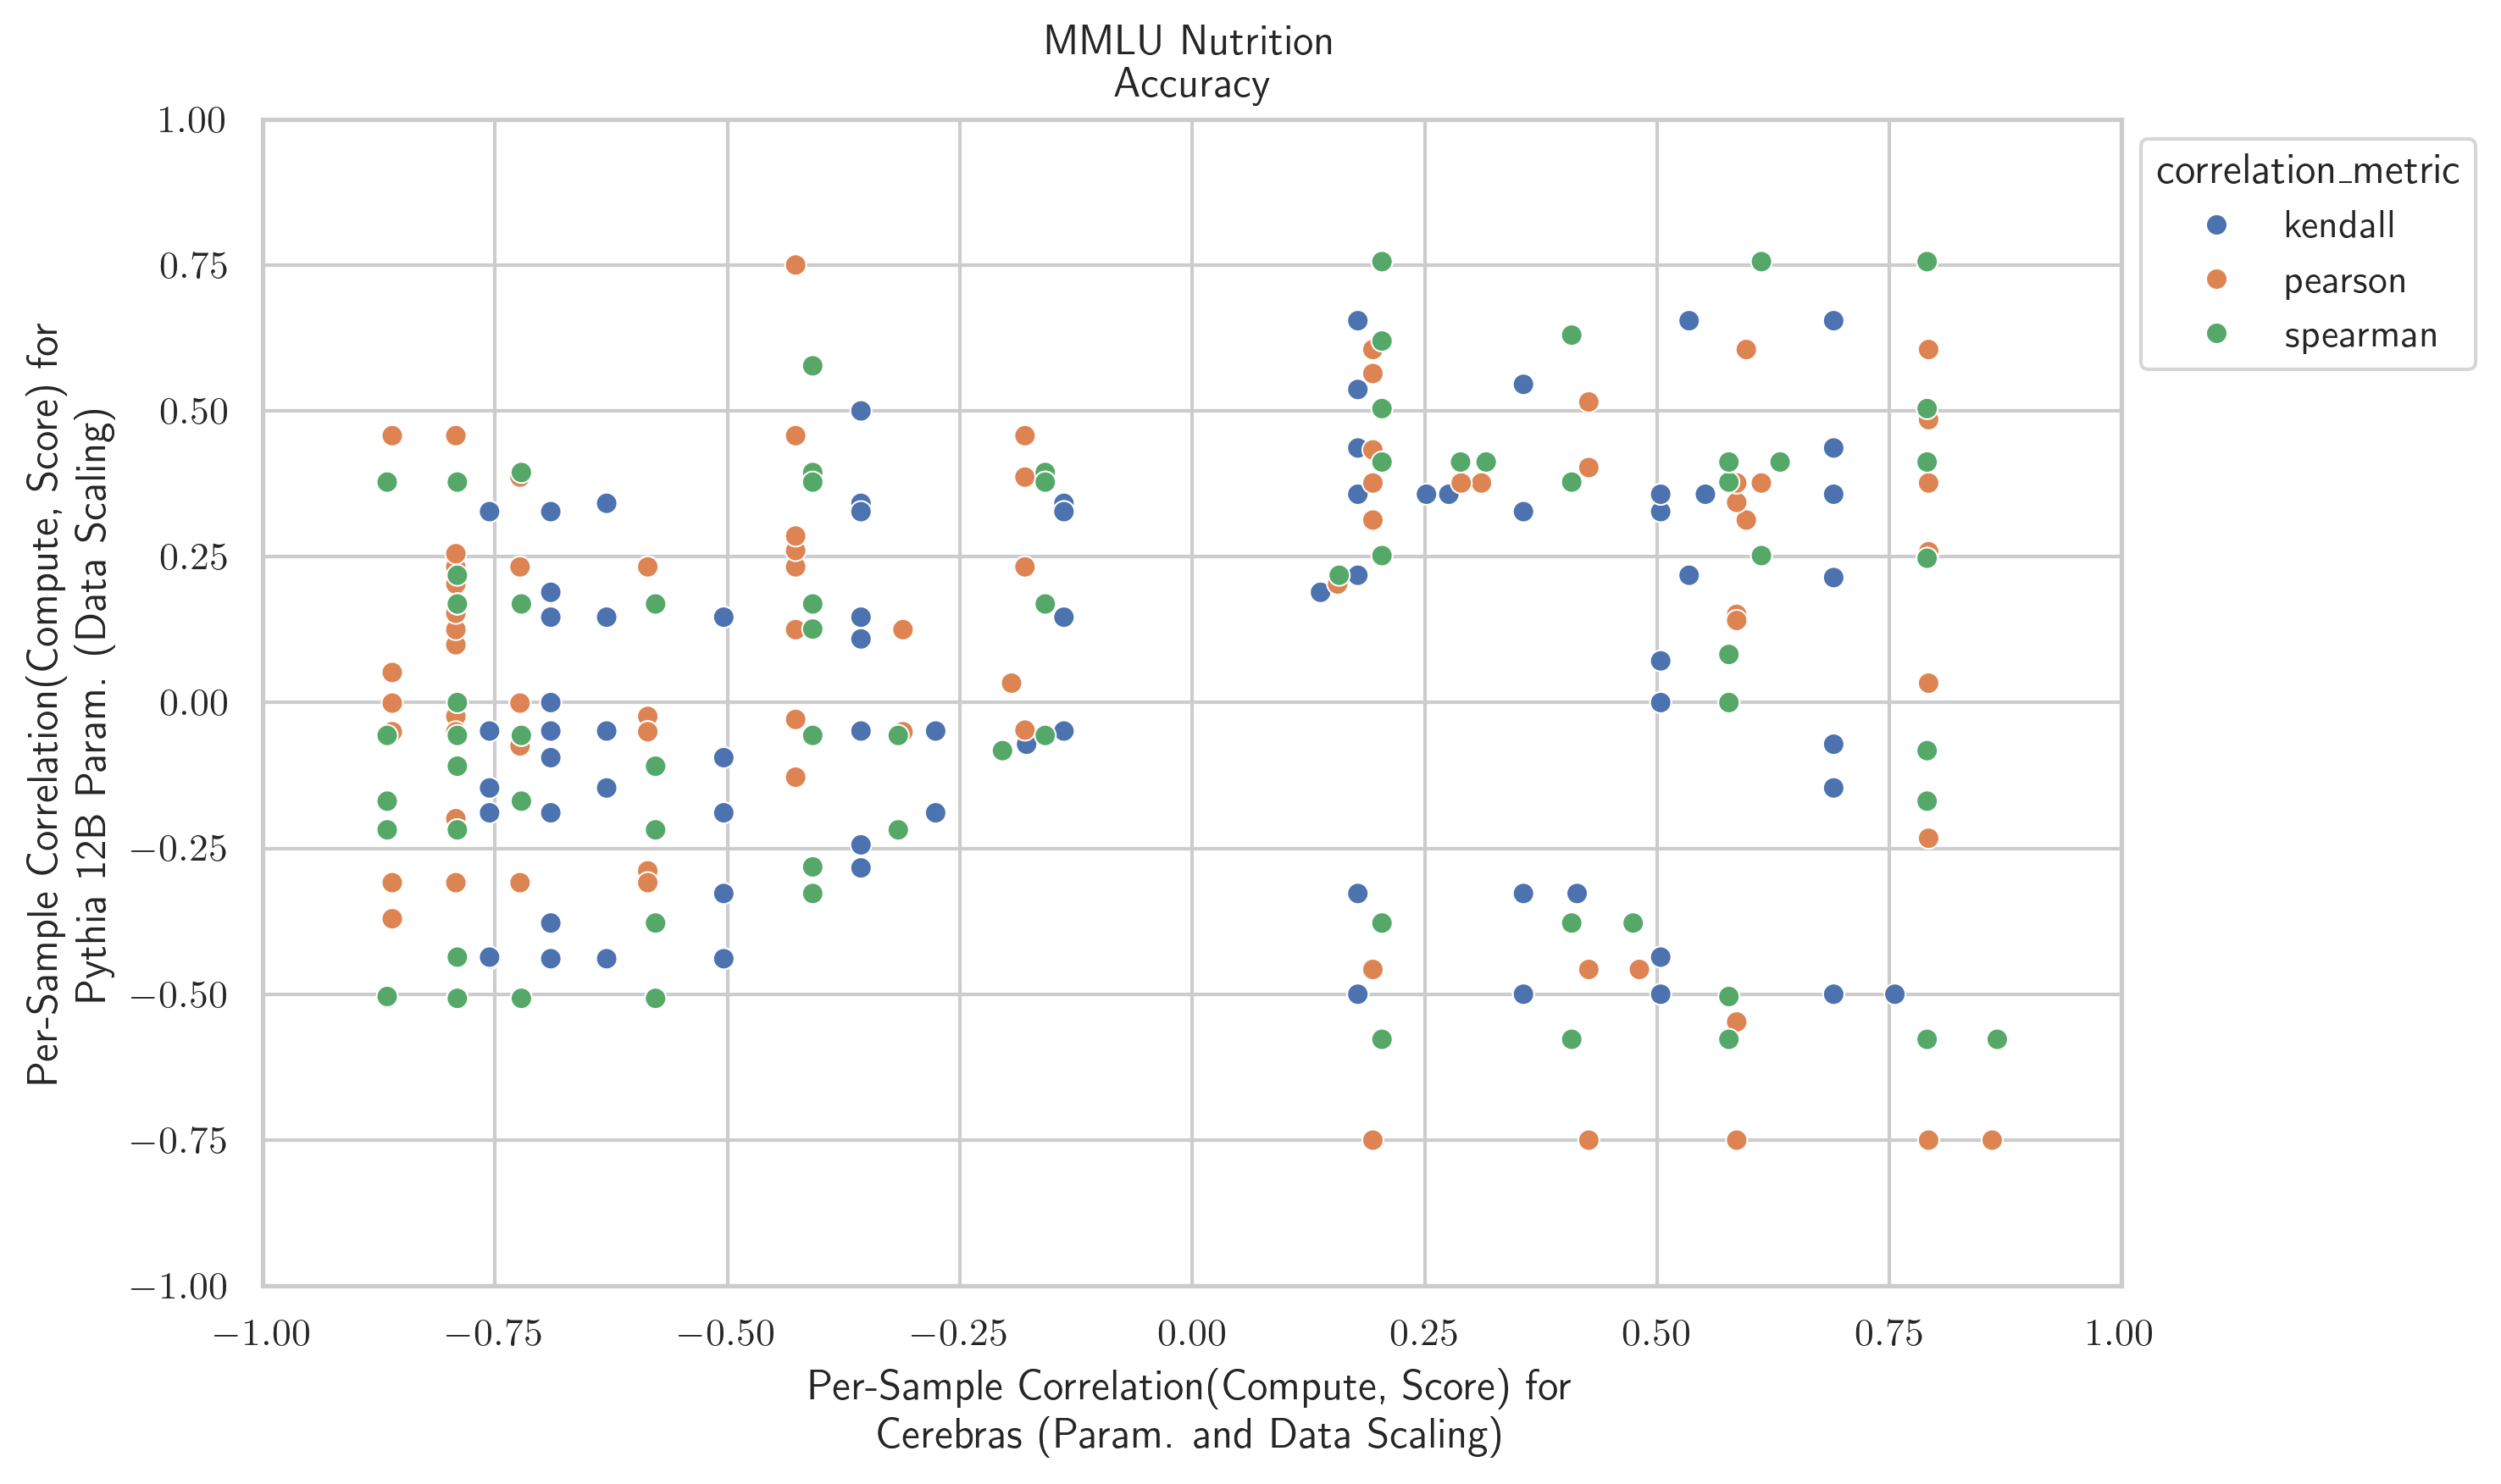 MMLU Nutrition
Accuracy
Per-Sample Correlation(Compute, Score) for
Pythia 12B Param. (Data Scaling)
1.00
0.75
0.50
0.25
0.00
−0.25
−0.50
−0.75
−1.00
−1.00 −0.75 −0.50 −0.25 0.00 0.25 0.50 0.75 1.00
Per-Sample Correlation(Compute, Score) for
Cerebras (Param. and Data Scaling)
correlation_metric
kendall
pearson
spearman